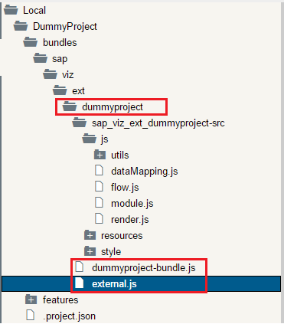 Local
DummyProject
bundles
sap
viz
ext
dummyproject
sap_viz_ext_dummyproject-src
js
utils
dataMapping.js
flow.js
module.js
render.js
resources
style
dummyproject-bundle.js
external.js
features
.project.json